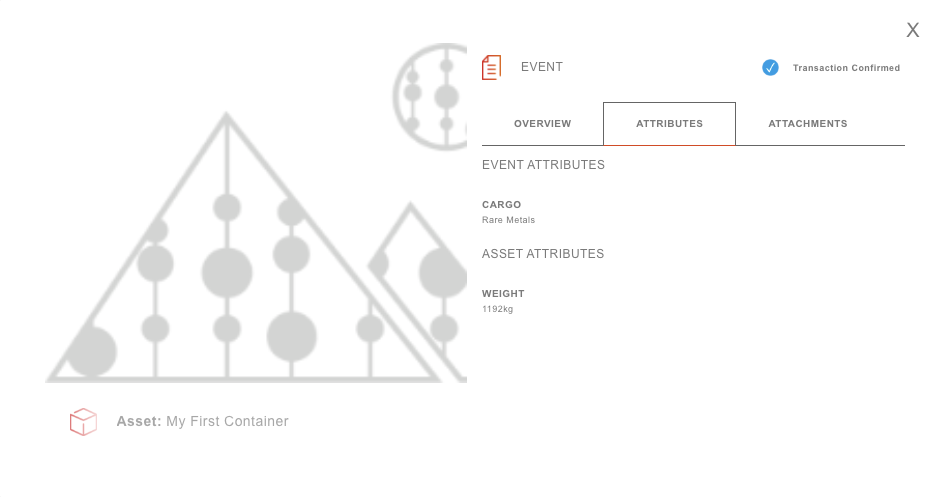 X
EVENT
Transaction Confirmed
OVERVIEW ATTRIBUTES ATTACHMENTS
EVENT ATTRIBUTES
CARGO
Rare Metals
ASSET ATTRIBUTES
WEIGHT
1192kg
Asset: My First Container